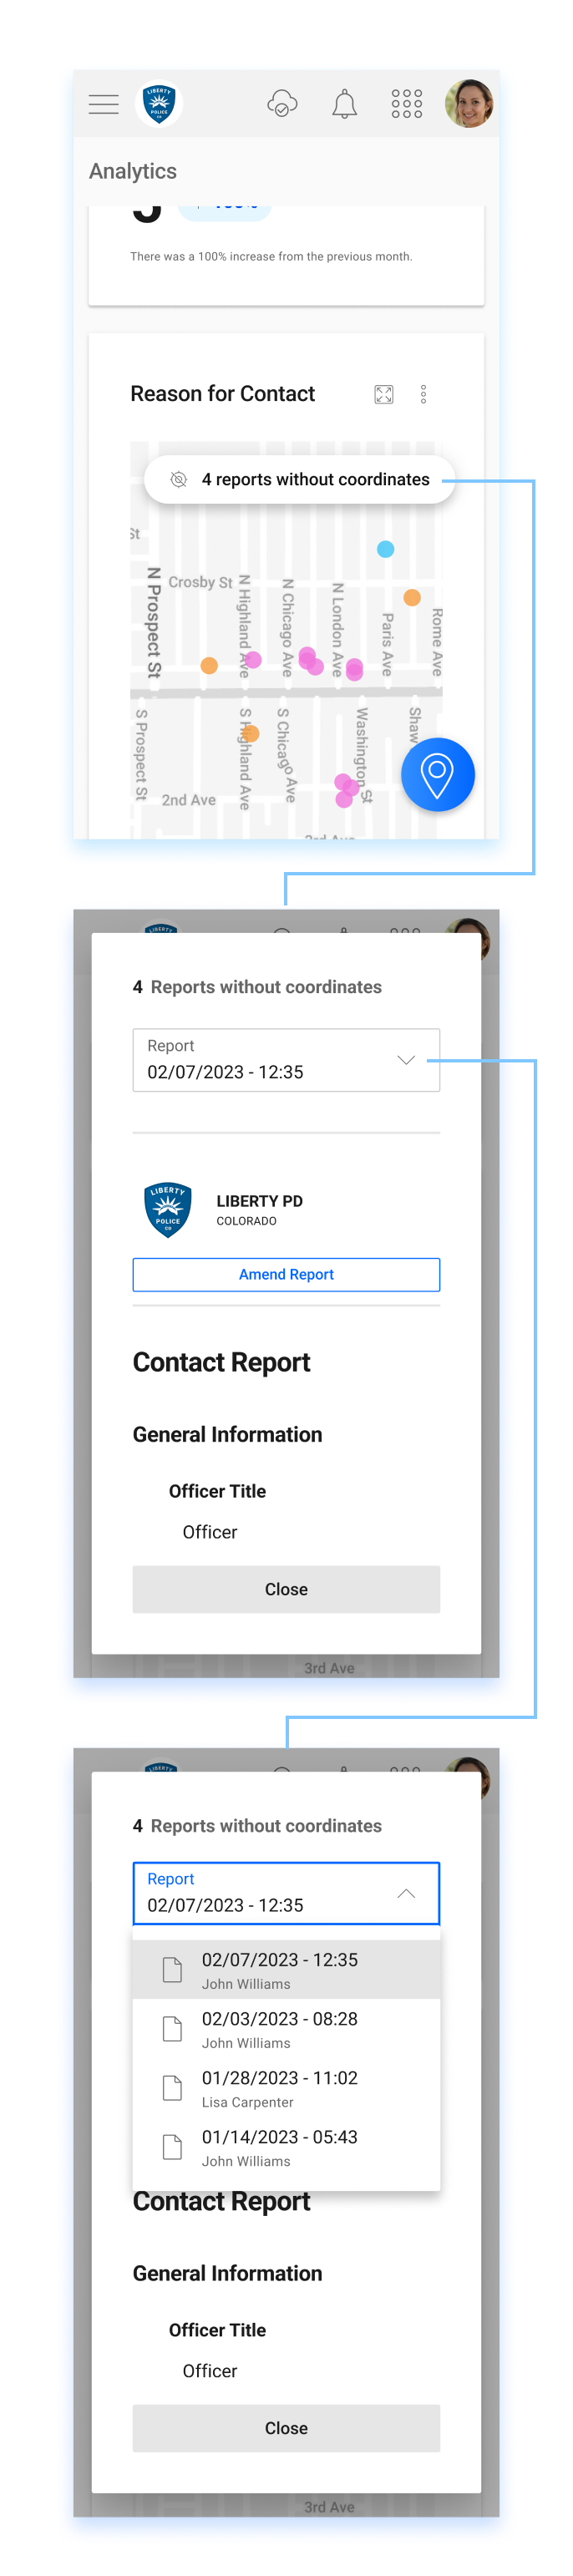 LIBERTY
POLICE
CO
Analytics
There was a 100% increase from the previous month.
Reason for Contact
4 reports without coordinates
St
Crosby St
N Prospect St
N Highland Ave
N Chicago Ave
N London Ave
Paris Ave
Rome Ave
S Prospect St
S Highland Ave
S Chicago Ave
Washington St
Shaw
2nd Ave
LIBERTY
4 Reports without coordinates
Report
02/07/2023 - 12:35
LIBERTY
POLICE
CO
LIBERTY PD
COLORADO
Amend Report
Contact Report
General Information
Officer Title
Officer
Close
3rd Ave
LIBERTY
4 Reports without coordinates
Report
02/07/2023 - 12:35
02/07/2023 - 12:35
John Williams
02/03/2023 - 08:28
John Williams
01/28/2023 - 11:02
Lisa Carpenter
01/14/2023 - 05:43
John Williams
Contact Report
General Information
Officer Title
Officer
Close
3rd Ave